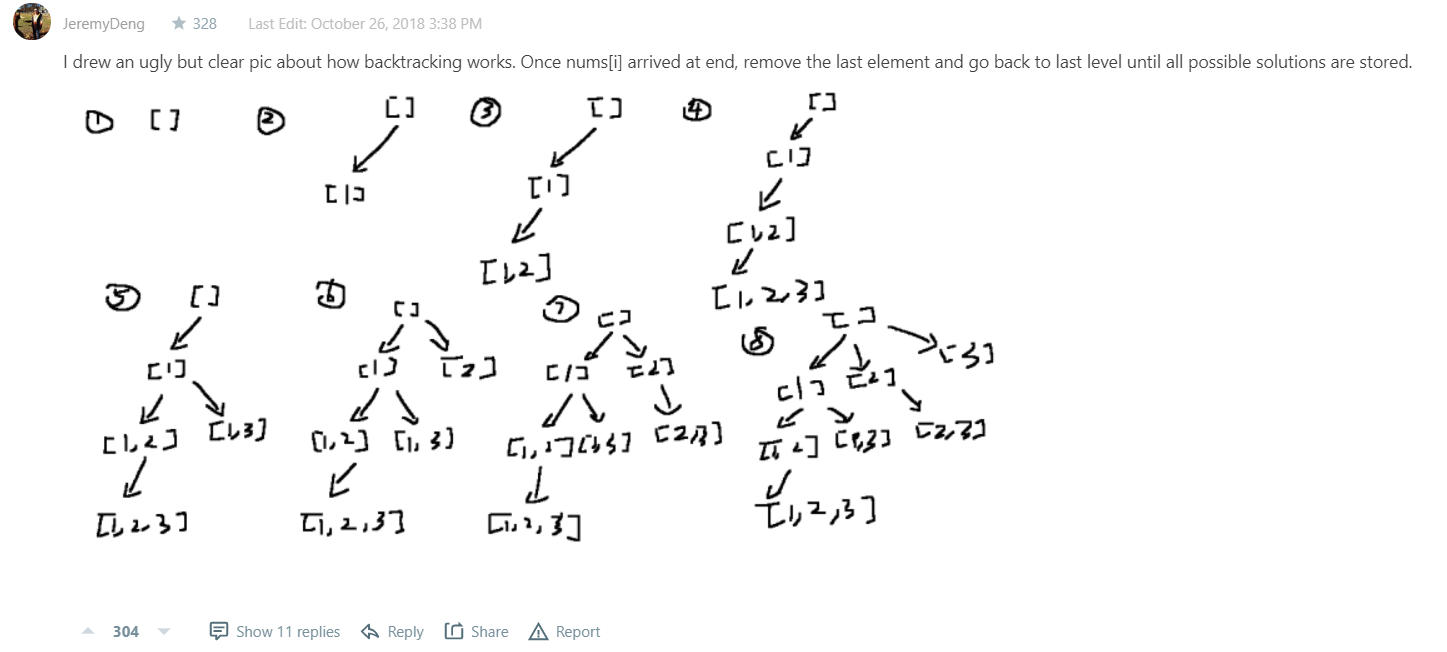 JeremyDeng ★ 328 Last Edit: October 26, 2018 3:38 PM
I drew an ugly but clear pic about how backtracking works. Once nums[i] arrived at end, remove the last element and go back to last level until all possible solutions are stored.
① [] ② [] ③ [] ④ []
[1]
[1] [1]
[1,2]
[1,2]
[1,2,3]
⑤ [] ⑥ [] ⑦ [] ⑧ []
[3]
[1] [1] [2] [1] [2] [1] [2]
[1,2] [1,3] [1,2] [1,3] [1,2] [1,3] [2,3] [1,2] [1,3] [2,3]
[1,2,3] [1,2,3] [1,2,3] [1,2,3]
304 Show 11 replies Reply Share Report